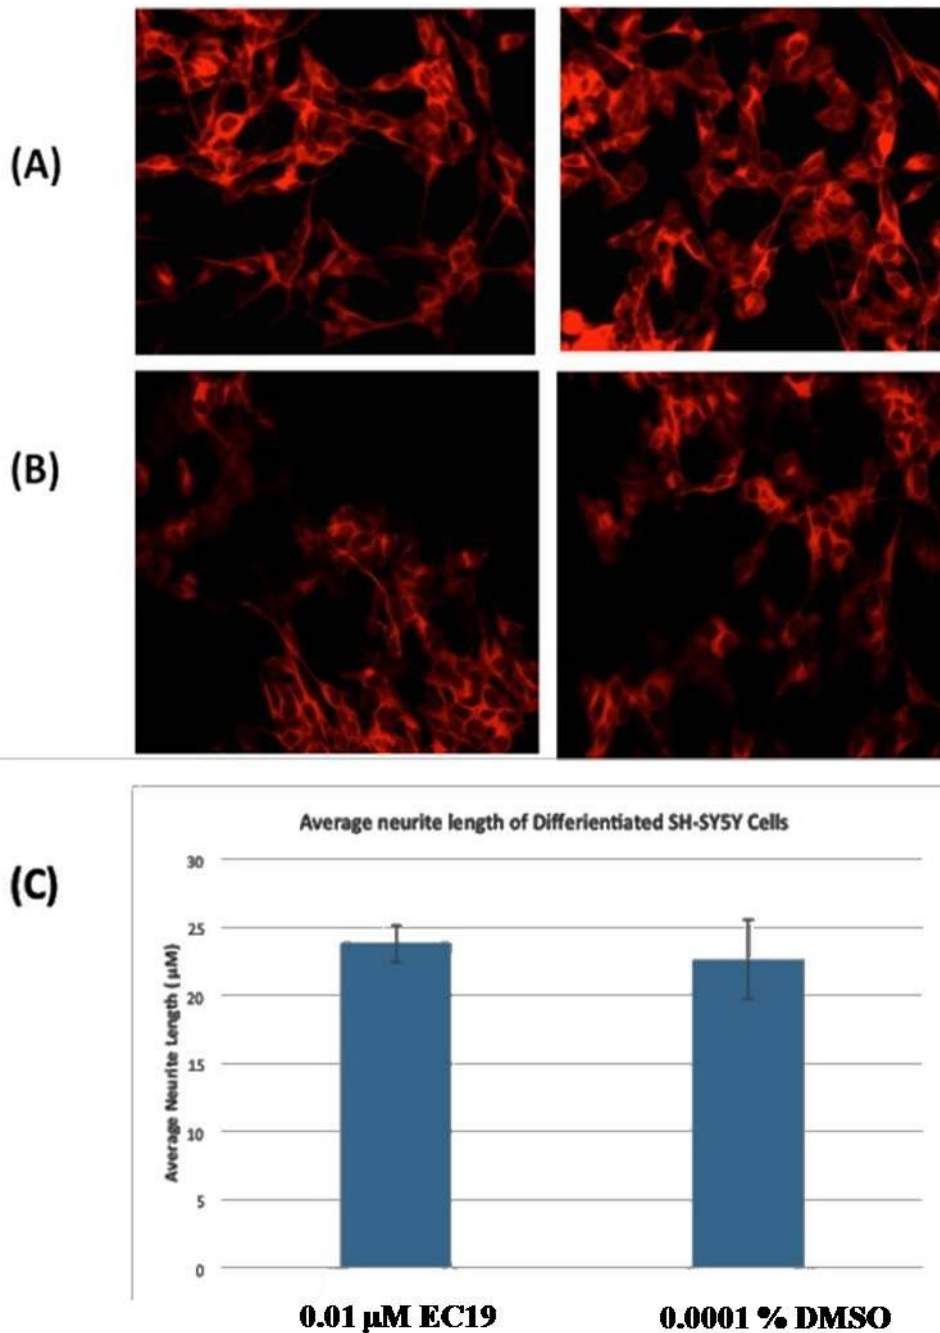 (A)
(B)
(C)
Average neurite length of Differientiated SH-SY5Y Cells
Average Neurite Length (µM)
30
25
20
15
10
5
0
0.01 µM EC19
0.0001 % DMSO